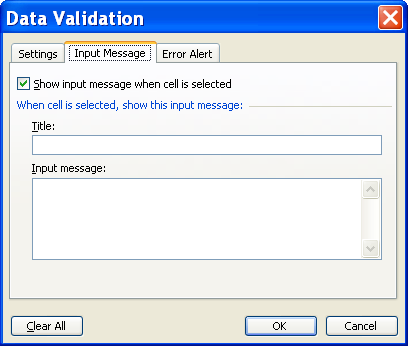 Data Validation
Settings Input Message Error Alert
Show input message when cell is selected
When cell is selected, show this input message:
Title:
Input message:
Clear All OK Cancel